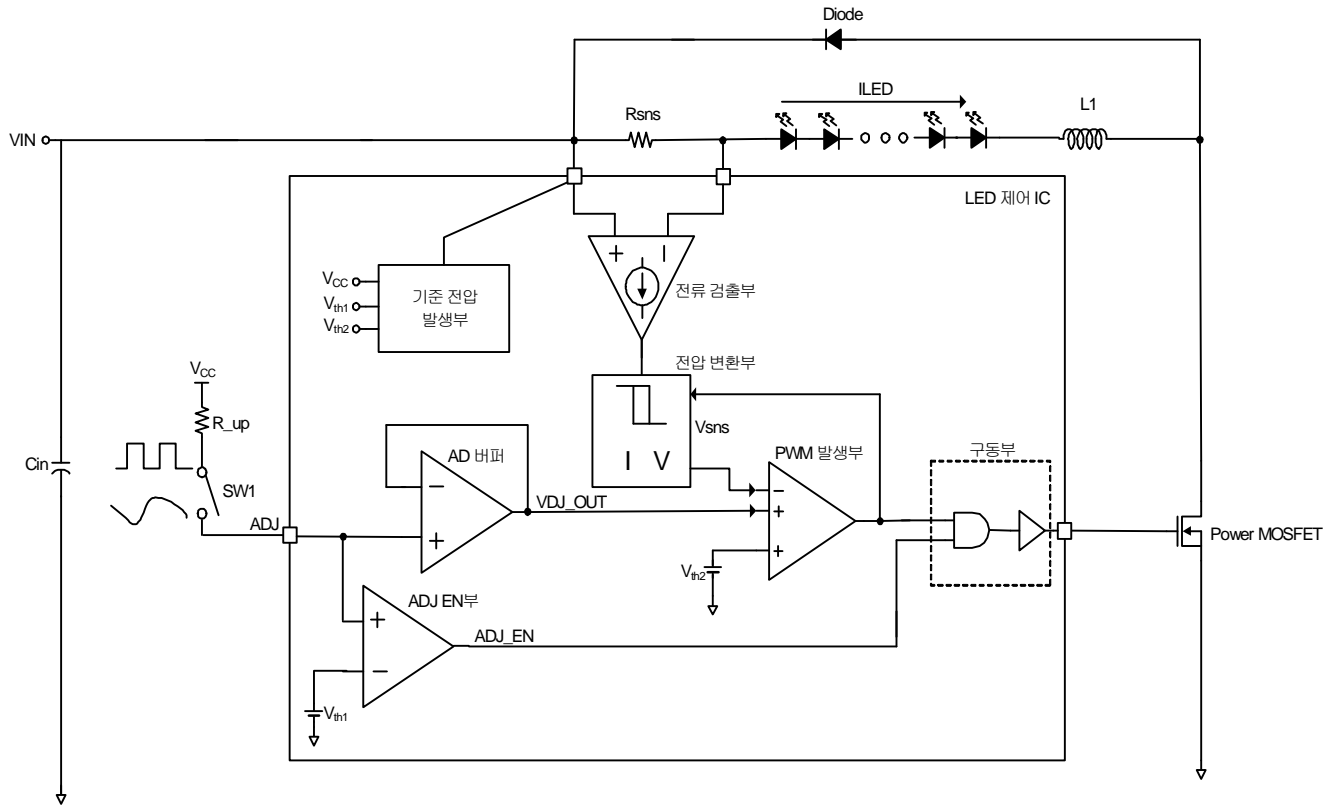 Diode
ILED
Rsns
L1
VIN
LED 제어 IC
+
I
전류 검출부
VCC
Vth1
Vth2
기준 전압
발생부
전압 변환부
VCC
R_up
Vsns
I V
Cin
SW1
AD 버퍼
PWM 발생부
구동부
−
VDJ_OUT
−
+
ADJ
+
+
Power MOSFET
Vth2
ADJ EN부
+
ADJ_EN
−
Vth1